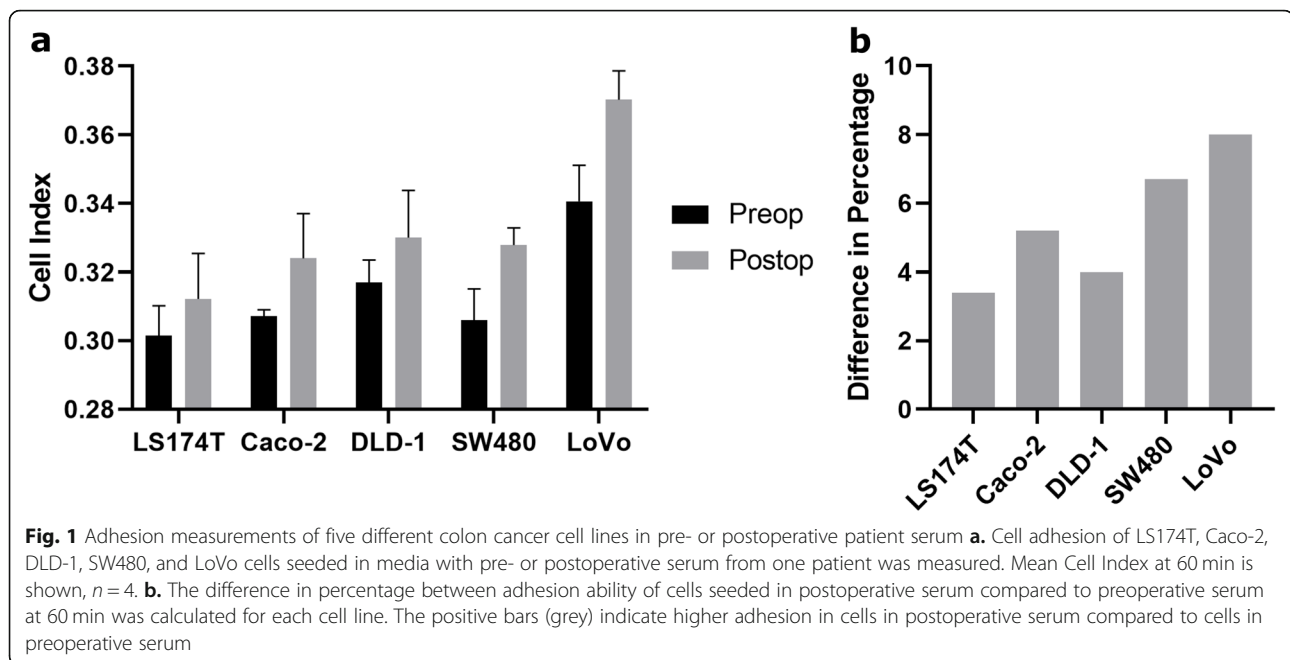 a
0.38
0.36
0.34
0.32
0.30
0.28
Cell Index
LS174T Caco-2 DLD-1 SW480 LoVo
Preop
Postop
b
10
8
6
4
2
0
Difference in Percentage
LS174T Caco-2 DLD-1 SW480 LoVo
Fig. 1 Adhesion measurements of five different colon cancer cell lines in pre- or postoperative patient serum a. Cell adhesion of LS174T, Caco-2,
DLD-1, SW480, and LoVo cells seeded in media with pre- or postoperative serum from one patient was measured. Mean Cell Index at 60 min is
shown, n = 4. b. The difference in percentage between adhesion ability of cells seeded in postoperative serum compared to preoperative serum
at 60 min was calculated for each cell line. The positive bars (grey) indicate higher adhesion in cells in postoperative serum compared to cells in
preoperative serum